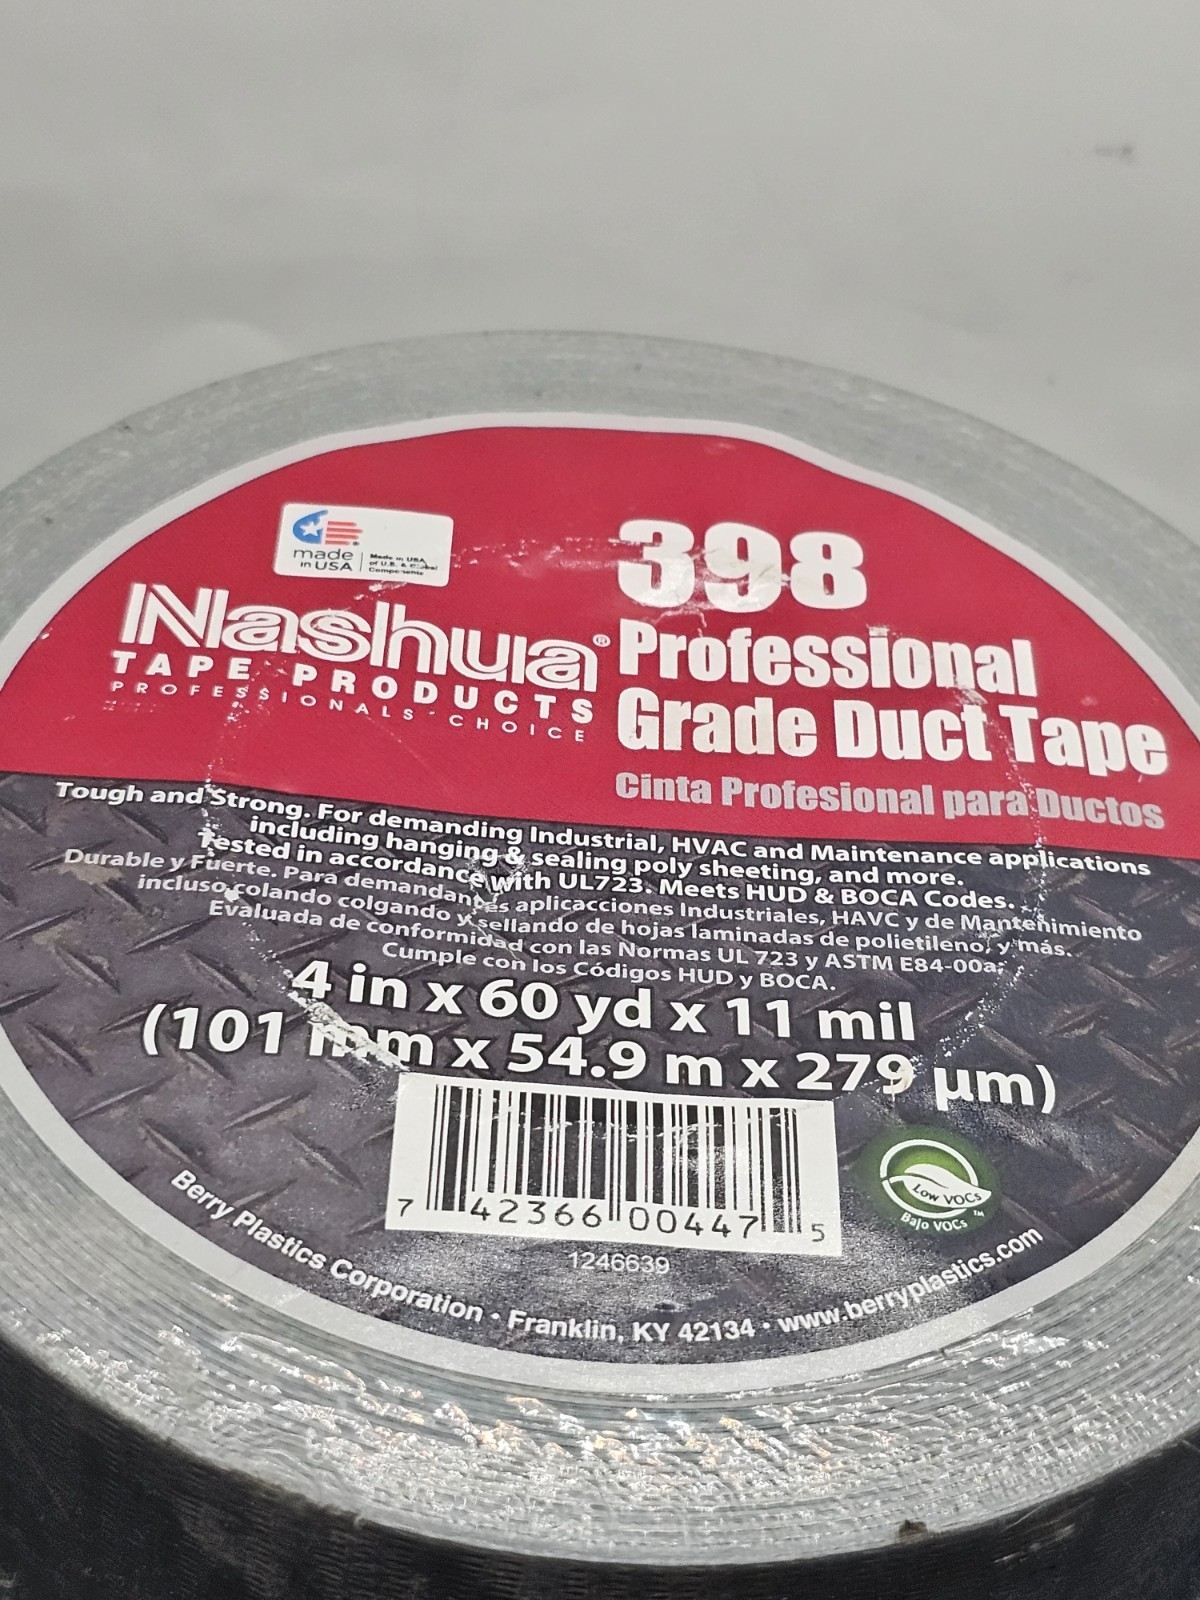 made
in USA
Made in USA
of U.S. & Global
Components
398
Nashua®
TAPE PRODUCTS
PROFESSIONALS' CHOICE
Professional
Grade Duct Tape
Cinta Profesional para Ductos
Tough and Strong. For demanding Industrial, HVAC and Maintenance applications
including hanging & sealing poly sheeting, and more.
Tested in accordance with UL723. Meets HUD & BOCA Codes.
Durable y Fuerte. Para demandantes aplicacciones Industriales, HAVC y de Mantenimiento
incluso colando colgando y sellando de hojas laminadas de polietileno, y más.
Evaluada de conformidad con las Normas UL 723 y ASTM E84-00a;
Cumple con los Códigos HUD y BOCA.
4 in x 60 yd x 11 mil
(101 mm x 54.9 m x 279 µm)
7 42366 00447 5
1246639
Low VOCs
Bajo VOCs ™
Berry Plastics Corporation • Franklin, KY 42134 • www.berryplastics.com